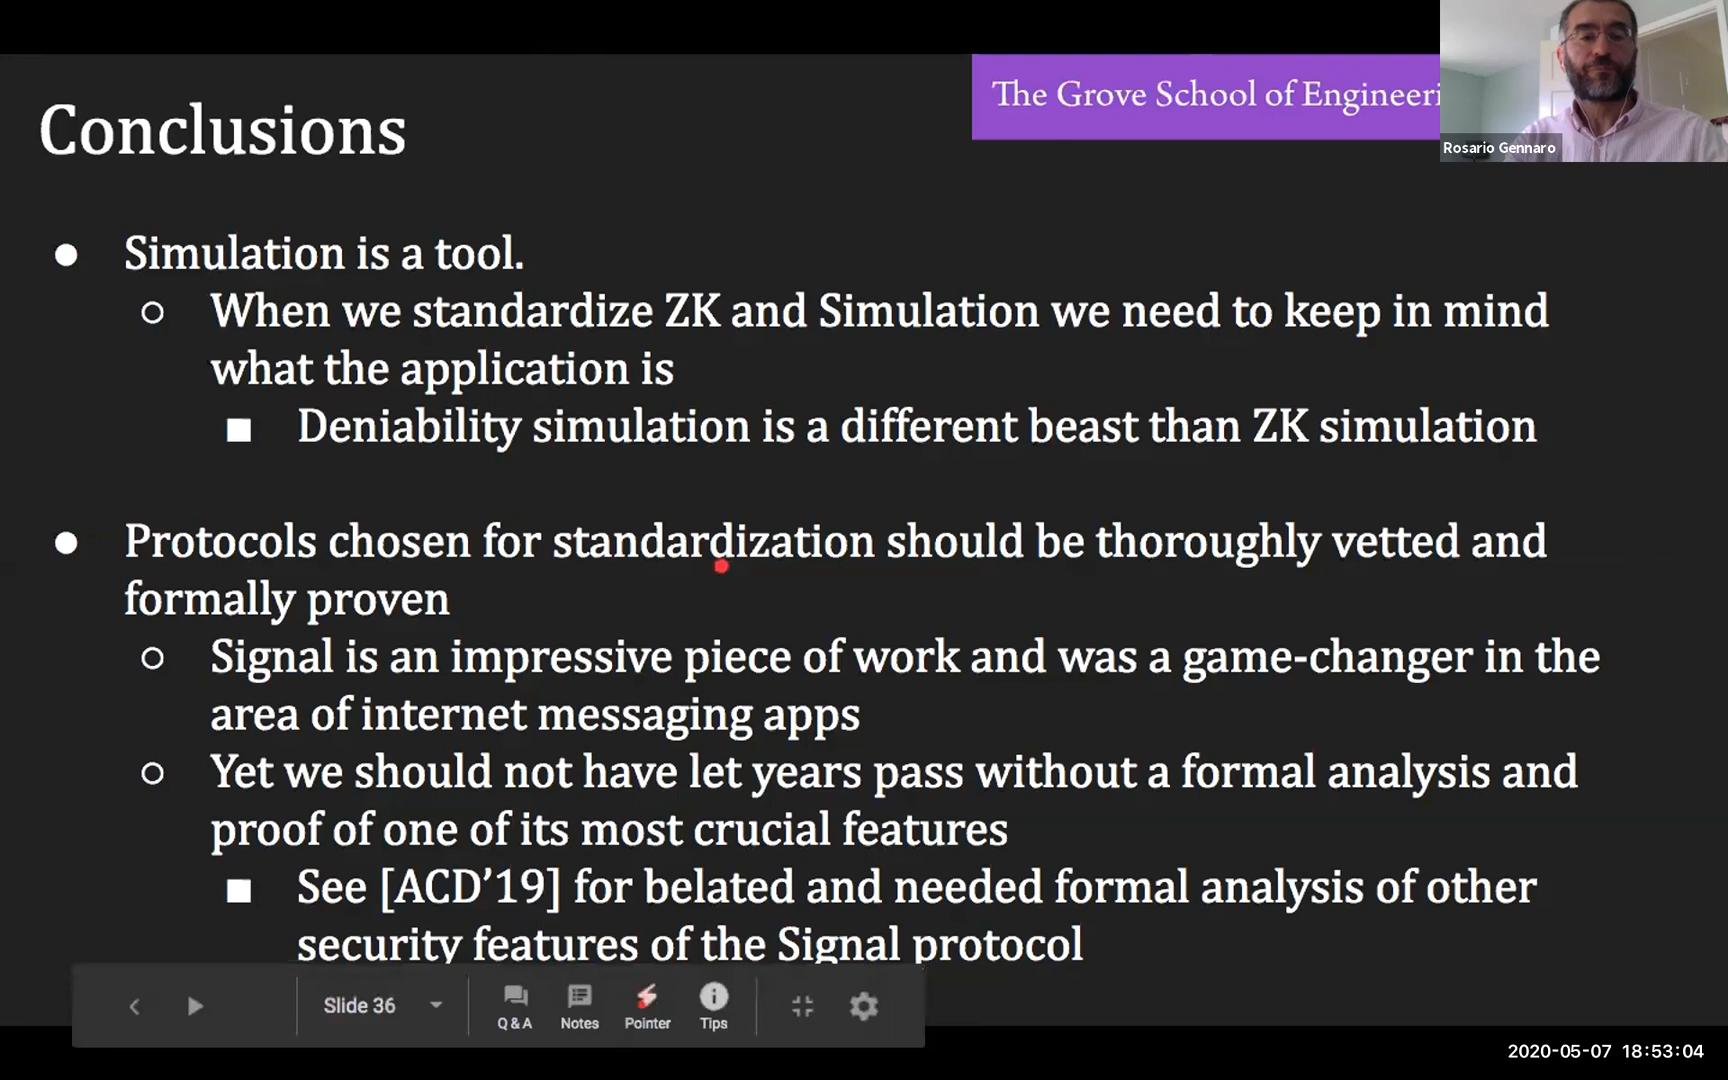 The Grove School of Engineeri
Rosario Gennaro
Conclusions
● Simulation is a tool.
○ When we standardize ZK and Simulation we need to keep in mind
what the application is
■ Deniability simulation is a different beast than ZK simulation
● Protocols chosen for standardization should be thoroughly vetted and
formally proven
○ Signal is an impressive piece of work and was a game-changer in the
area of internet messaging apps
○ Yet we should not have let years pass without a formal analysis and
proof of one of its most crucial features
■ See [ACD’19] for belated and needed formal analysis of other
security features of the Signal protocol
Slide 36
Q & A
Notes
Pointer
Tips
2020-05-07 18:53:04